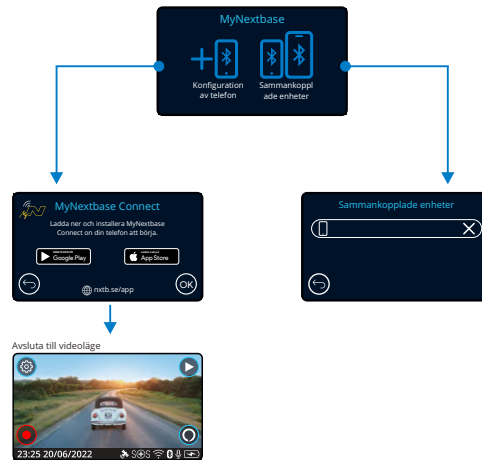 MyNextbase
Konfiguration
av telefon
Sammankoppl
ade enheter
MyNextbase Connect
Ladda ner och installera MyNextbase
Connect on din telefon att börja.
Google Play
App Store
nxtb.se/app
OK
Sammankopplade enheter
Avsluta till videoläge
23:25 20/06/2022
SOS